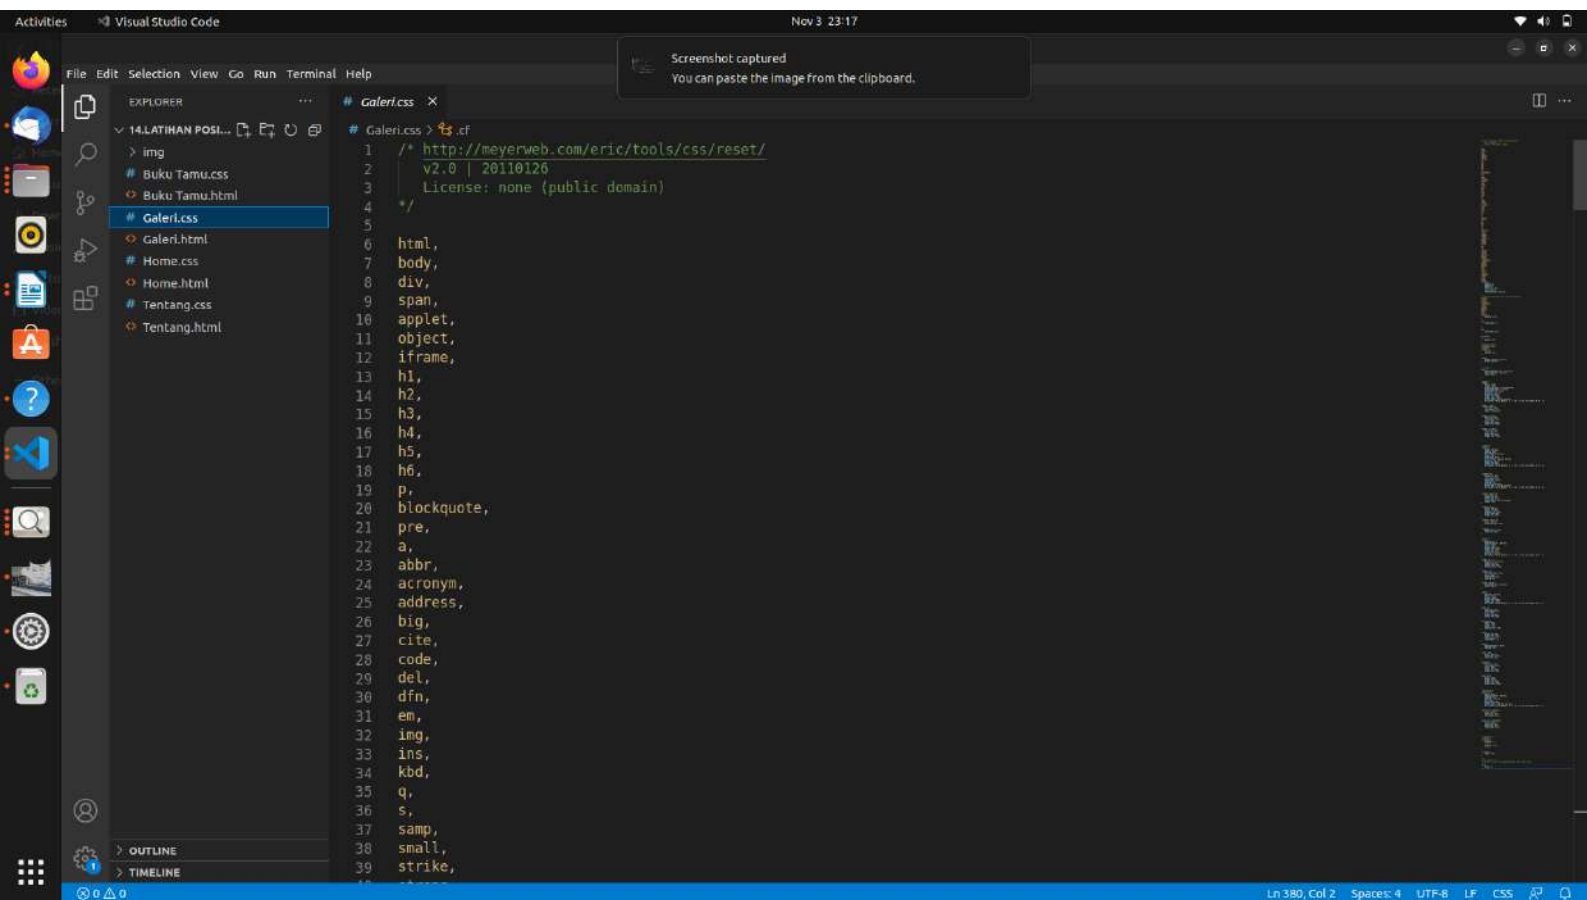 Activities
Visual Studio Code
Nov 3 23:17
Screenshot captured
You can paste the image from the clipboard.
File Edit Selection View Go Run Terminal Help
EXPLORER
14.LATIHAN POSI...
img
# Buku Tamu.css
Buku Tamu.html
# Galeri.css
Galeri.html
# Home.css
Home.html
# Tentang.css
Tentang.html
OUTLINE
TIMELINE
# Galeri.css
# Galeri.css > .cf
1 /* http://meyerweb.com/eric/tools/css/reset/
2 v2.0 | 20110126
3 License: none (public domain)
4 */
5
6 html,
7 body,
8 div,
9 span,
10 applet,
11 object,
12 iframe,
13 h1,
14 h2,
15 h3,
16 h4,
17 h5,
18 h6,
19 p,
20 blockquote,
21 pre,
22 a,
23 abbr,
24 acronym,
25 address,
26 big,
27 cite,
28 code,
29 del,
30 dfn,
31 em,
32 img,
33 ins,
34 kbd,
35 q,
36 s,
37 samp,
38 small,
39 strike,
1
0 0
Ln 380, Col 2 Spaces: 4 UTF-8 LF CSS